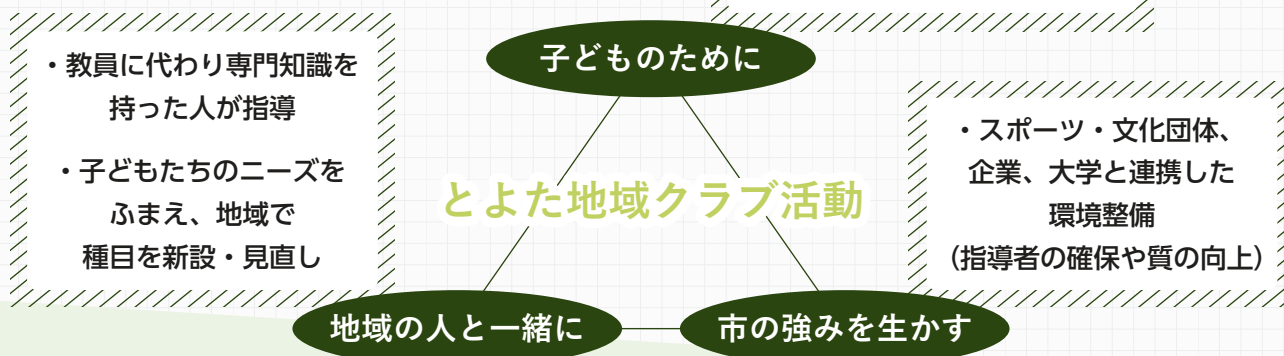 子どものために
・教員に代わり専門知識を
持った人が指導
・子どもたちのニーズを
ふまえ、地域で
種目を新設・見直し
とよた地域クラブ活動
・スポーツ・文化団体、
企業、大学と連携した
環境整備
（指導者の確保や質の向上）
地域の人と一緒に
市の強みを生かす